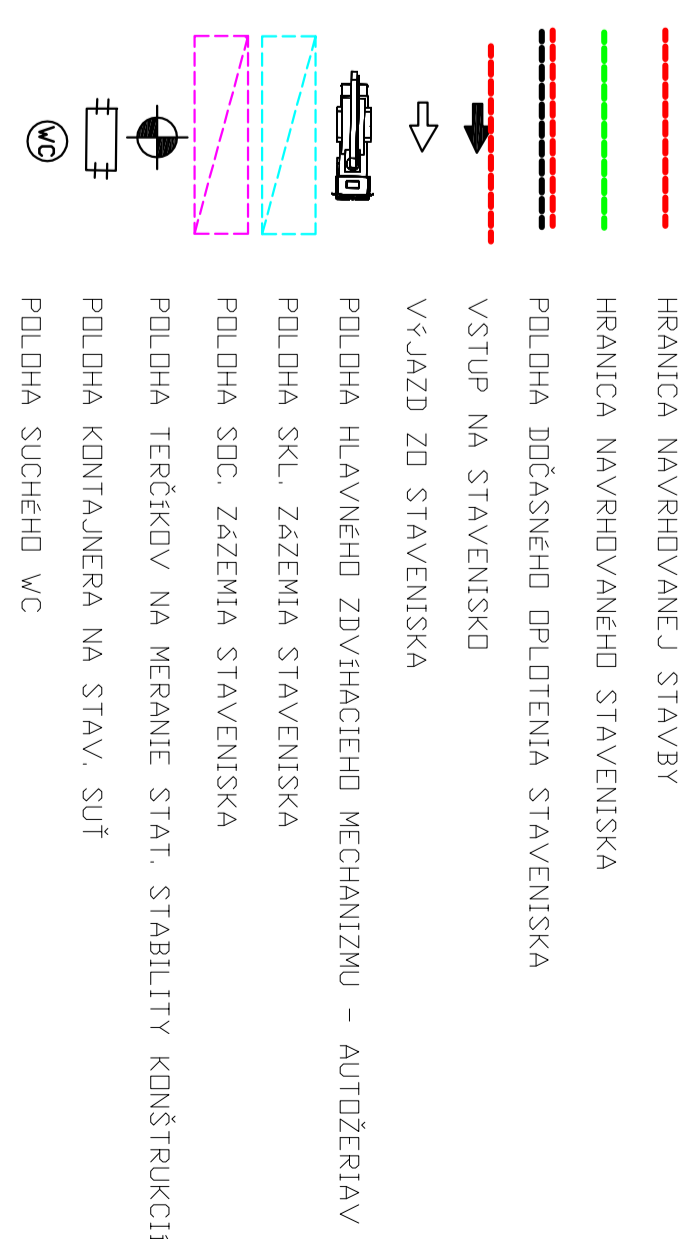 HRANICA NAVRHOVANEJ STAVBY
HRANICA NAVRHOVANÉHO STAVENISKA
POLOHA DOČASNÉHO OPLOTENIA STAVENISKA
VSTUP NA STAVENISKO
VÝJAZD ZO STAVENISKA
POLOHA HLAVNÉHO ZDVÍHACIEHO MECHANIZMU - AUTOŽERIAV
POLOHA SKL. ZÁZEMIA STAVENISKA
POLOHA SOC. ZÁZEMIA STAVENISKA
POLOHA TERČÍKOV NA MERANIE STAT. STABILITY KONŠTRUKCIÍ
POLOHA KONTAJNERA NA STAV. SUŤ
WC POLOHA SUCHÉHO WC